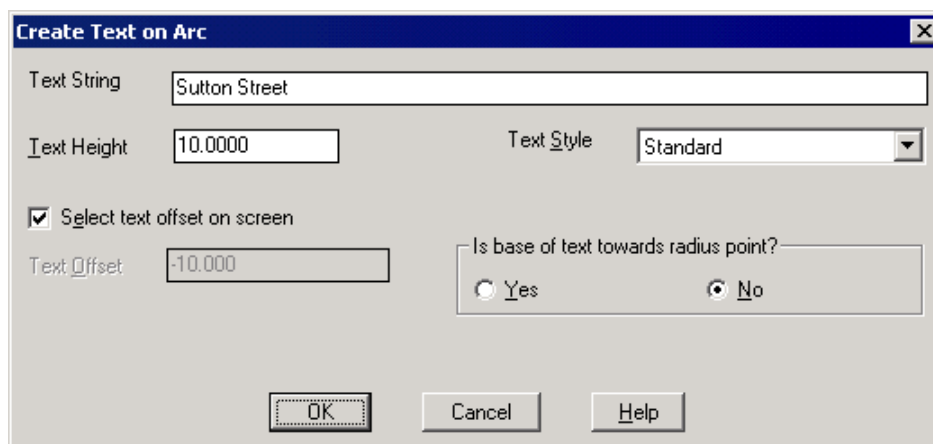 Create Text on Arc
Text String
Sutton Street
Text Height
10.0000
Text Style
Standard
Select text offset on screen
Text Offset
-10.000
Is base of text towards radius point?
Yes
No
OK
Cancel
Help